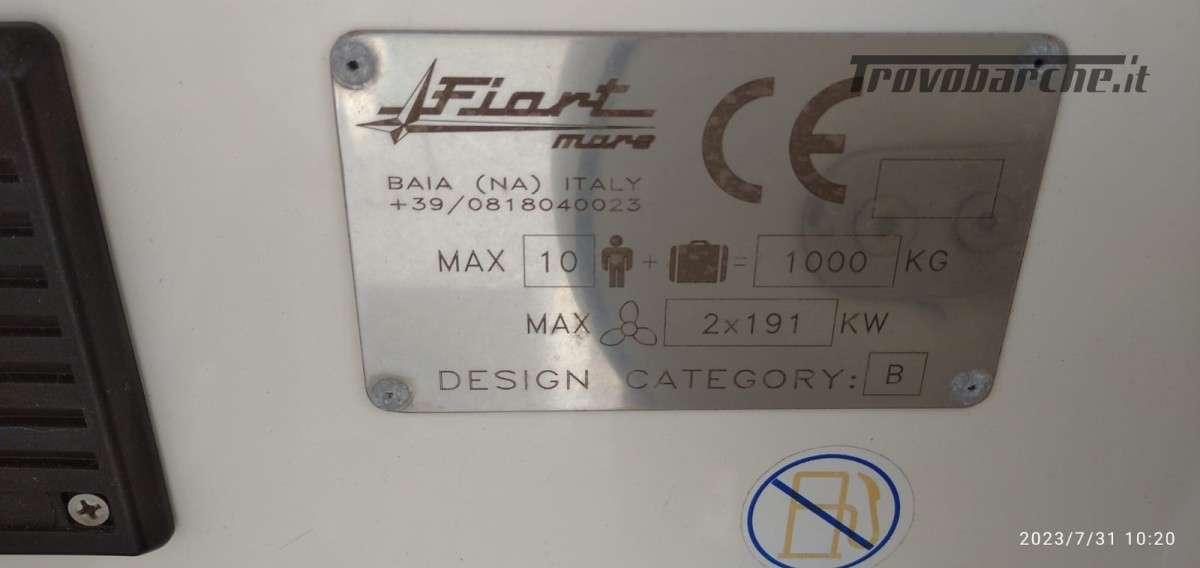 Trovobarche.it
Fiart
mare
CE
BAIA (NA) ITALY
+39/0818040023
MAX 10 + = 1000 KG
MAX 2x191 KW
DESIGN CATEGORY: B
2023/7/31 10:20